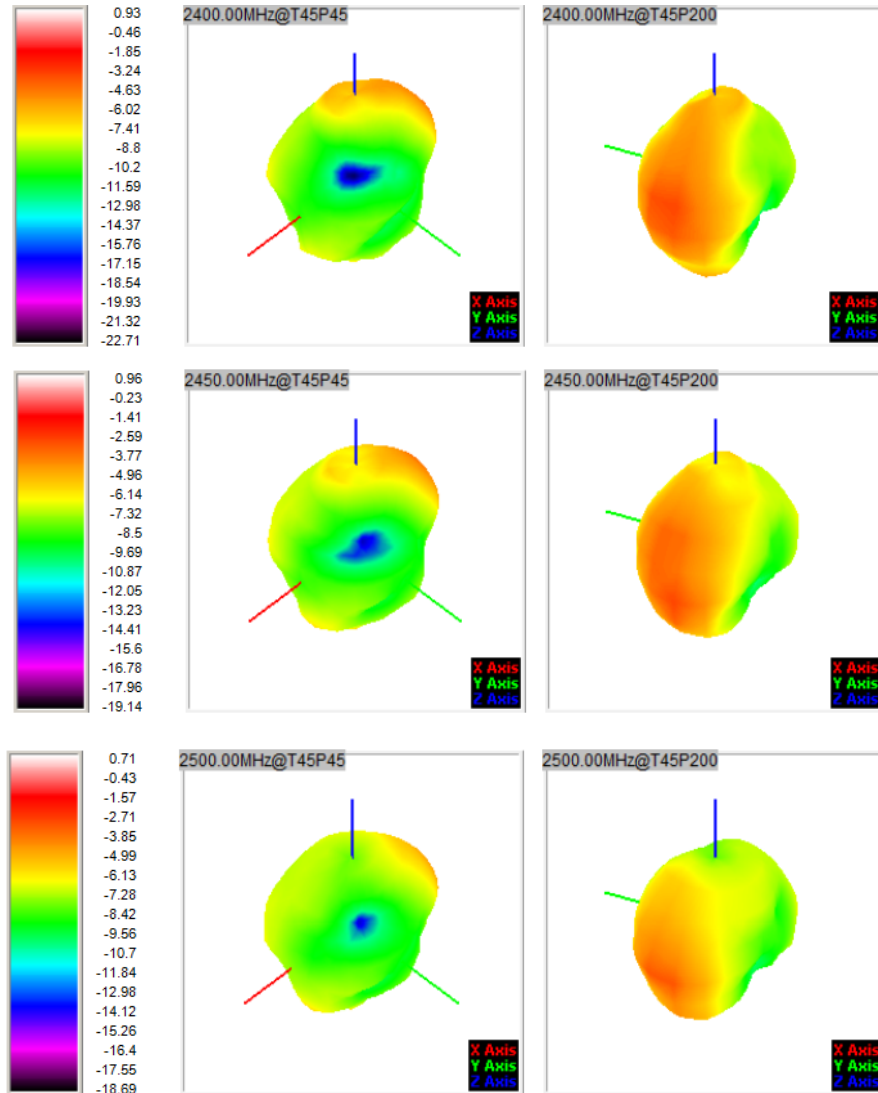 0.93
-0.46
-1.85
-3.24
-4.63
-6.02
-7.41
-8.8
-10.2
-11.59
-12.98
-14.37
-15.76
-17.15
-18.54
-19.93
-21.32
-22.71
2400.00MHz@T45P45
X Axis
Y Axis
Z Axis
2400.00MHz@T45P200
X Axis
Y Axis
Z Axis
0.96
-0.23
-1.41
-2.59
-3.77
-4.96
-6.14
-7.32
-8.5
-9.69
-10.87
-12.05
-13.23
-14.41
-15.6
-16.78
-17.96
-19.14
2450.00MHz@T45P45
X Axis
Y Axis
Z Axis
2450.00MHz@T45P200
X Axis
Y Axis
Z Axis
0.71
-0.43
-1.57
-2.71
-3.85
-4.99
-6.13
-7.28
-8.42
-9.56
-10.7
-11.84
-12.98
-14.12
-15.26
-16.4
-17.55
-18.69
2500.00MHz@T45P45
X Axis
Y Axis
Z Axis
2500.00MHz@T45P200
X Axis
Y Axis
Z Axis